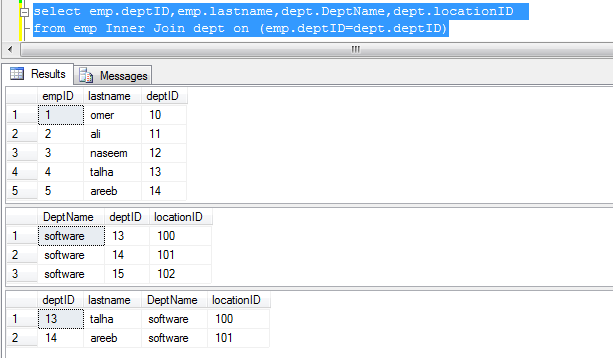 select emp.deptID,emp.lastname,dept.DeptName,dept.locationID
from emp Inner Join dept on (emp.deptID=dept.deptID)
Results Messages
empID lastname deptID
1 1 omer 10
2 2 ali 11
3 3 naseem 12
4 4 talha 13
5 5 areeb 14
DeptName deptID locationID
1 software 13 100
2 software 14 101
3 software 15 102
deptID lastname DeptName locationID
1 13 talha software 100
2 14 areeb software 101